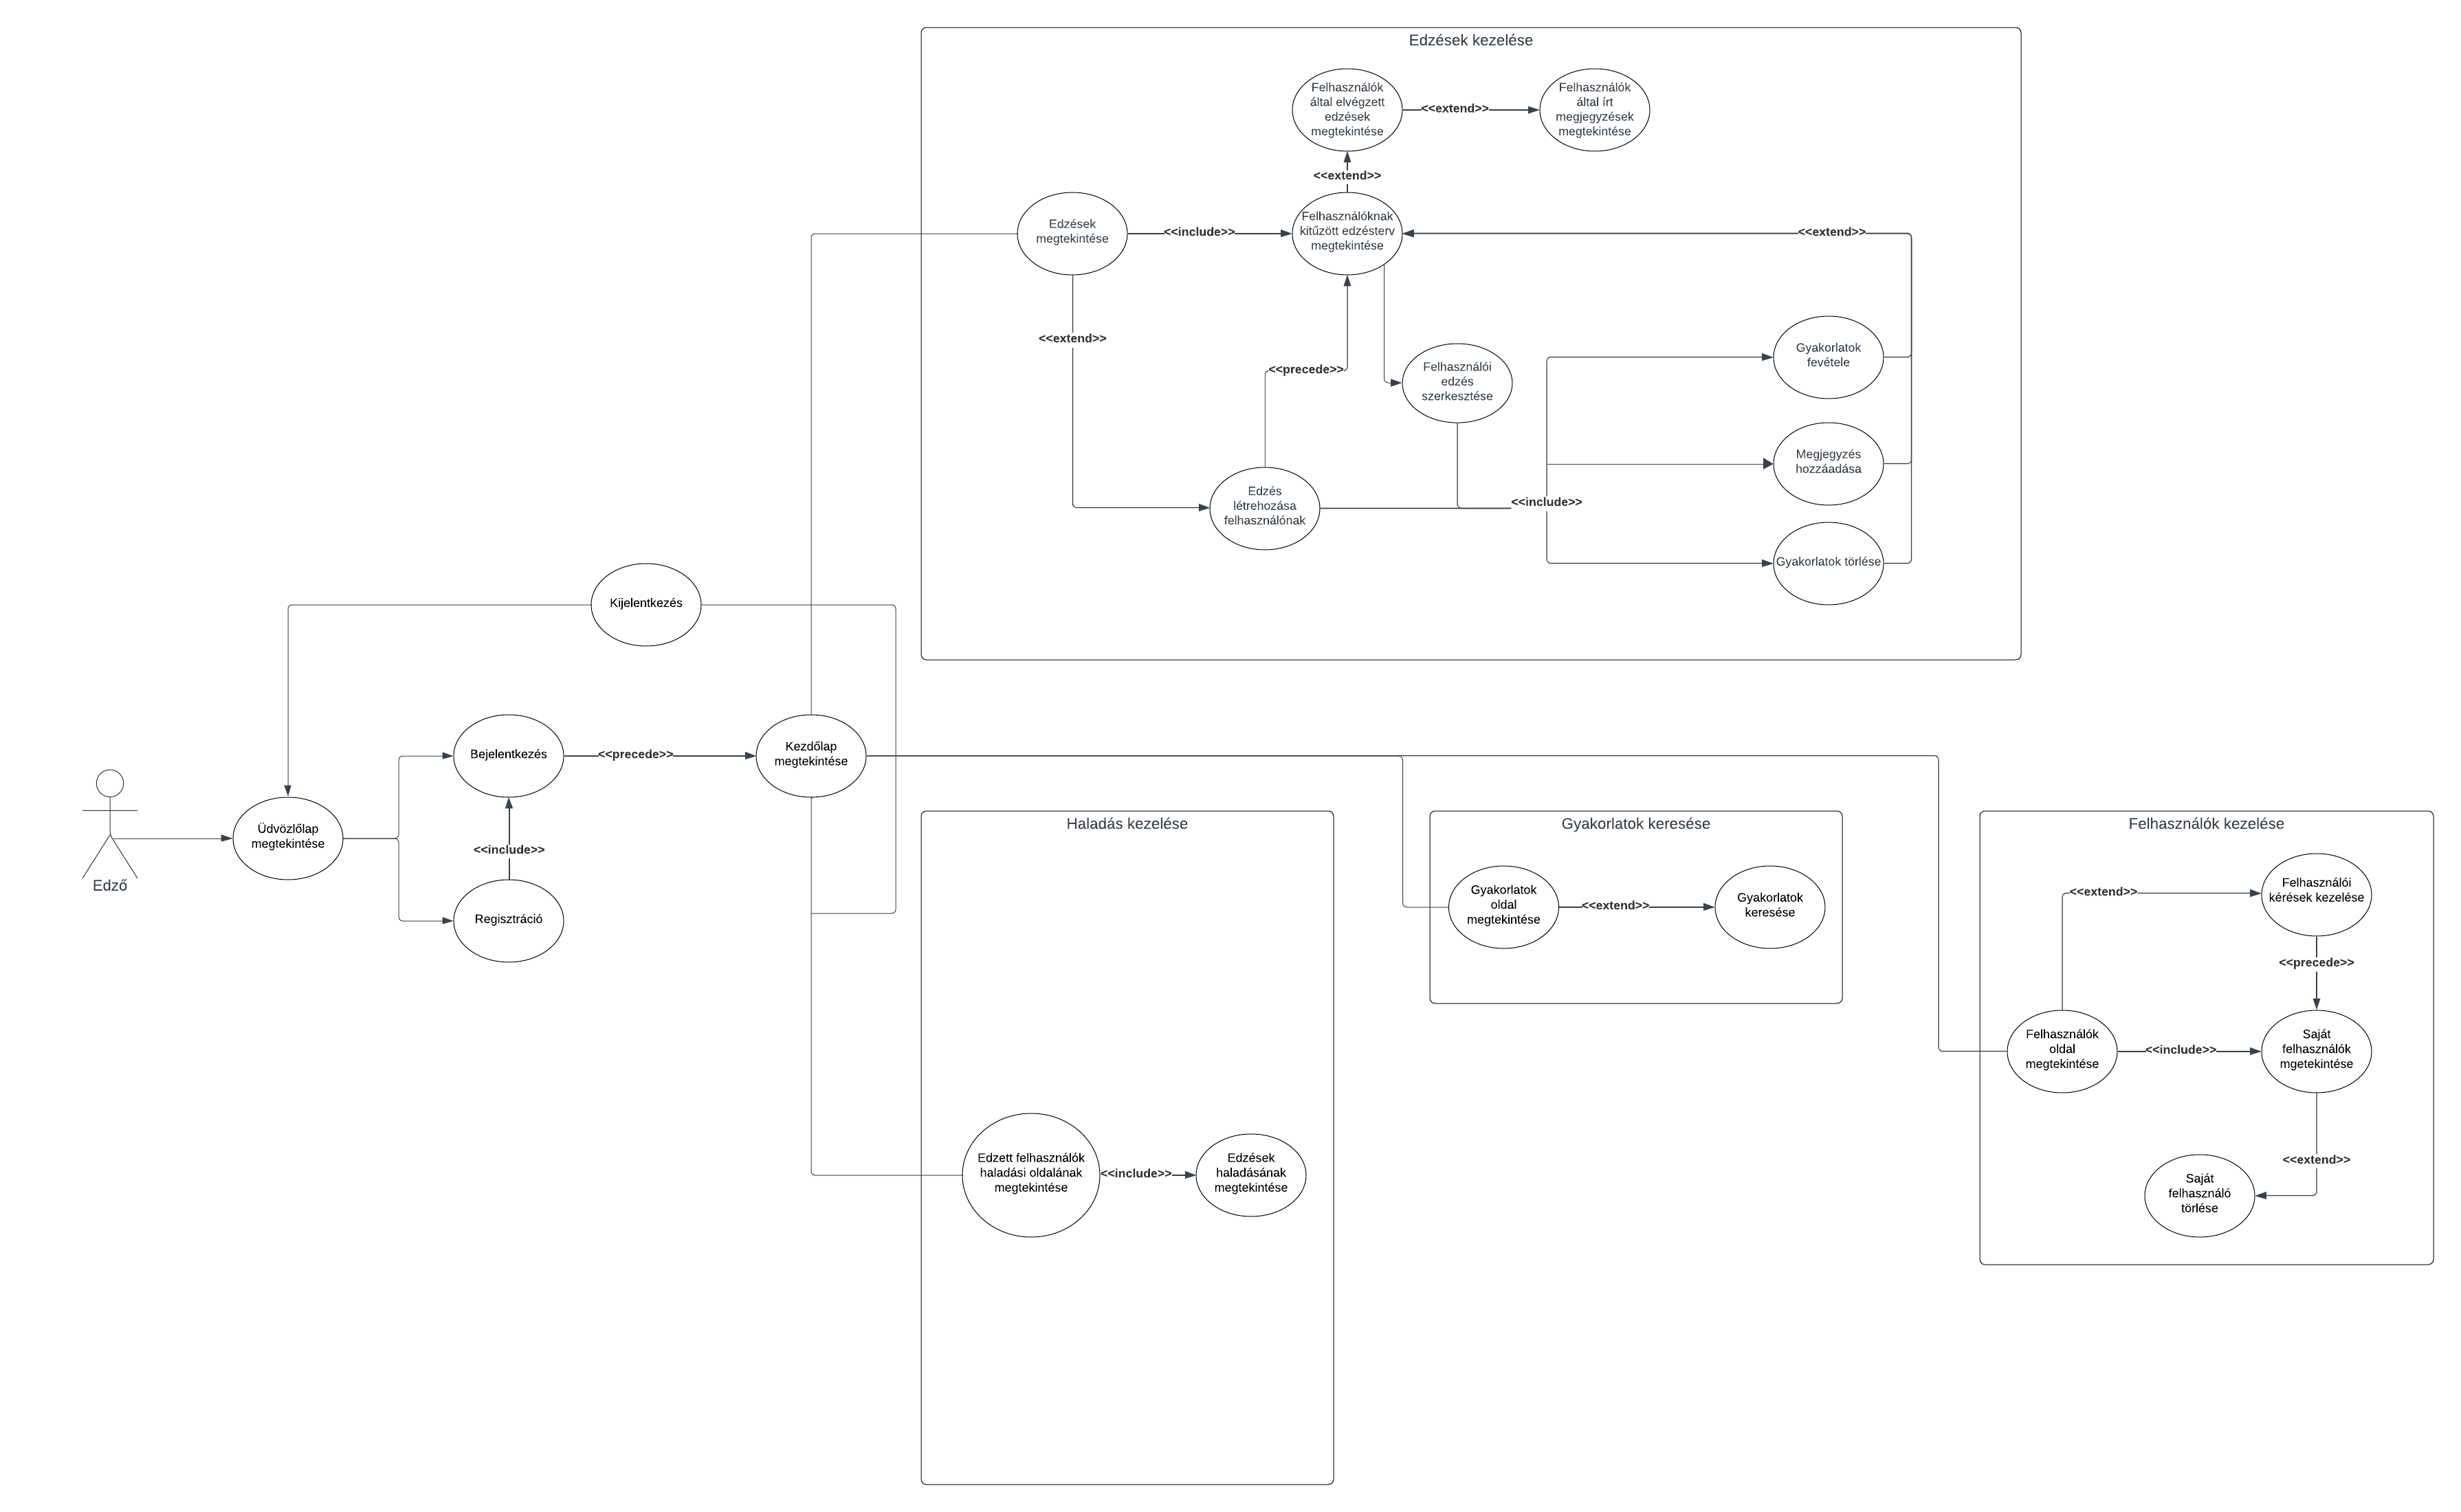 Edzések kezelése
Felhasználók
által elvégzett
edzések
megtekintése
<<extend>>
Felhasználók
által írt
megjegyzések
megtekintése
<<extend>>
Edzések
megtekintése
<<include>>
Felhasználóknak
kitűzött edzésterv
megtekintése
<<extend>>
<<extend>>
<<precede>>
Felhasználói
edzés
szerkesztése
Gyakorlatok
fevétele
Megjegyzés
hozzáadása
Edzés
létrehozása
felhasználónak
<<include>>
Gyakorlatok törlése
Kijelentkezés
Bejelentkezés
<<precede>>
Kezdőlap
megtekintése
Üdvözlőlap
megtekintése
Edző
<<include>>
Regisztráció
Haladás kezelése
Edzett felhasználók
haladási oldalának
megtekintése
<<include>>
Edzések
haladásának
megtekintése
Gyakorlatok keresése
Gyakorlatok
oldal
megtekintése
<<extend>>
Gyakorlatok
keresése
Felhasználók kezelése
<<extend>>
Felhasználói
kérések kezelése
<<precede>>
Felhasználók
oldal
megtekintése
<<include>>
Saját
felhasználók
mgetekintése
<<extend>>
Saját
felhasználó
törlése